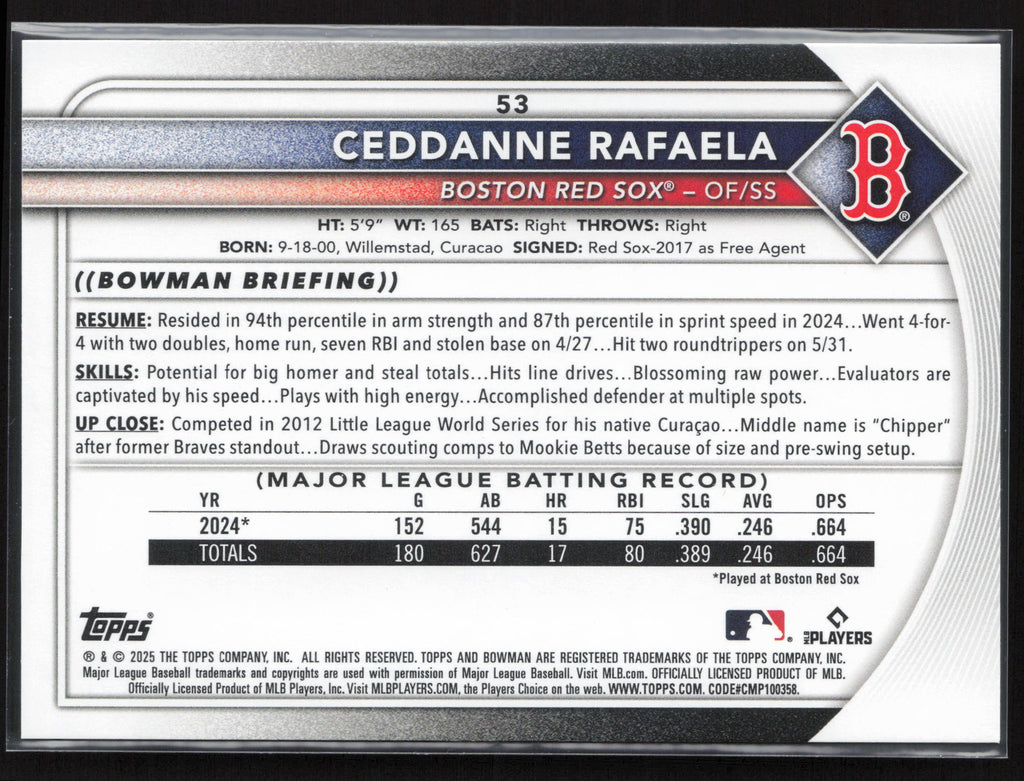 53
CEDDANNE RAFAELA
BOSTON RED SOX® – OF/SS
B®
HT: 5'9" WT: 165 BATS: Right THROWS: Right
BORN: 9-18-00, Willemstad, Curacao SIGNED: Red Sox-2017 as Free Agent
((BOWMAN BRIEFING))
RESUME: Resided in 94th percentile in arm strength and 87th percentile in sprint speed in 2024...Went 4-for-
4 with two doubles, home run, seven RBI and stolen base on 4/27...Hit two roundtrippers on 5/31.
SKILLS: Potential for big homer and steal totals...Hits line drives...Blossoming raw power...Evaluators are
captivated by his speed...Plays with high energy...Accomplished defender at multiple spots.
UP CLOSE: Competed in 2012 Little League World Series for his native Curaçao...Middle name is "Chipper"
after former Braves standout...Draws scouting comps to Mookie Betts because of size and pre-swing setup.
(MAJOR LEAGUE BATTING RECORD)
YR G AB HR RBI SLG AVG OPS
2024* 152 544 15 75 .390 .246 .664
TOTALS 180 627 17 80 .389 .246 .664
*Played at Boston Red Sox
Topps® ® MLB PLAYERS
® & © 2025 THE TOPPS COMPANY, INC. ALL RIGHTS RESERVED. TOPPS AND BOWMAN ARE REGISTERED TRADEMARKS OF THE TOPPS COMPANY, INC.
Major League Baseball trademarks and copyrights are used with permission of Major League Baseball. Visit MLB.com. OFFICIALLY LICENSED PRODUCT OF MLB.
Officially Licensed Product of MLB Players, Inc. Visit MLBPLAYERS.COM, the Players Choice on the web. WWW.TOPPS.COM. CODE#CMP100358.